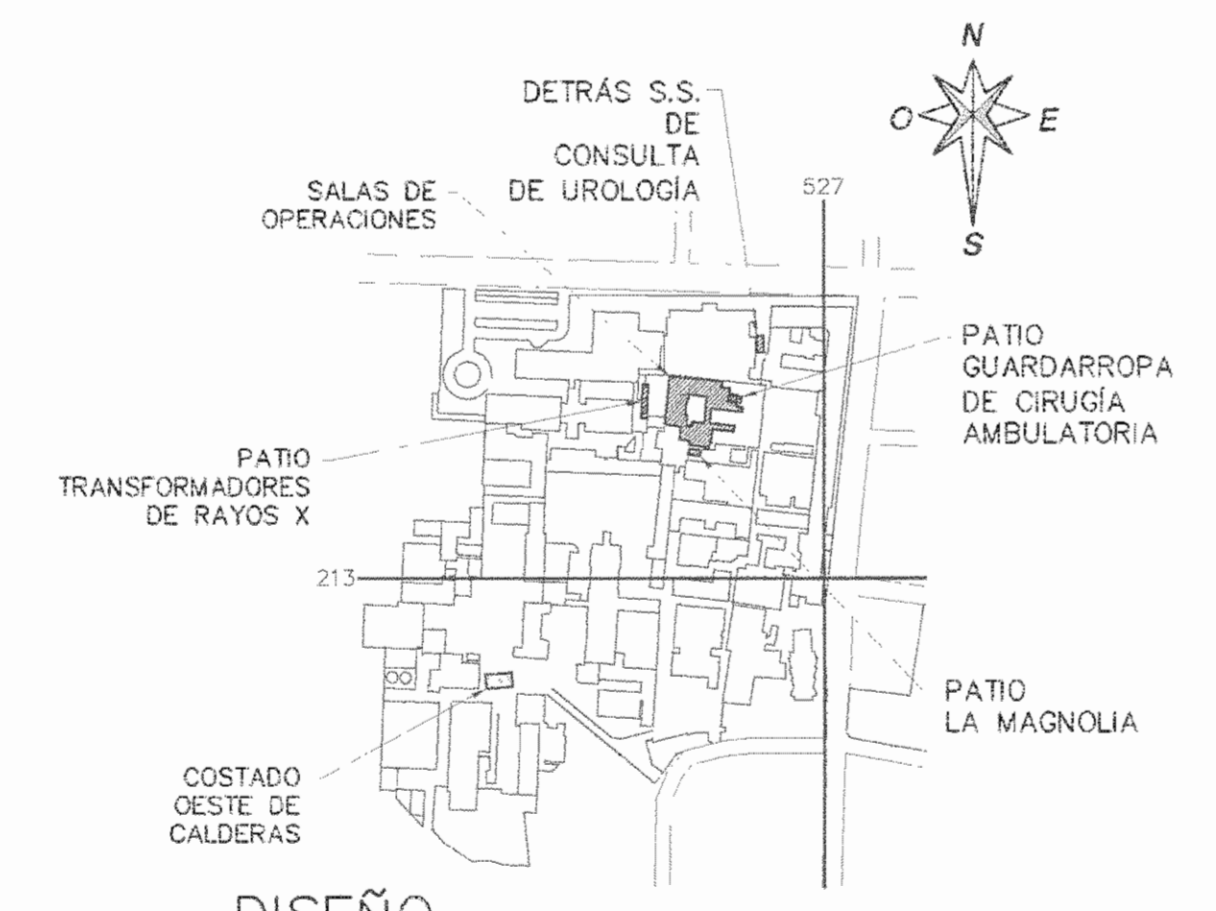 N
O
E
S
DETRÁS S.S.
DE
CONSULTA
DE UROLOGÍA
SALAS DE
OPERACIONES
527
PATIO
GUARDARROPA
DE CIRUGÍA
AMBULATORIA
PATIO
TRANSFORMADORES
DE RAYOS X
213
PATIO
LA MAGNOLIA
COSTADO
OESTE DE
CALDERAS
DISEÑO